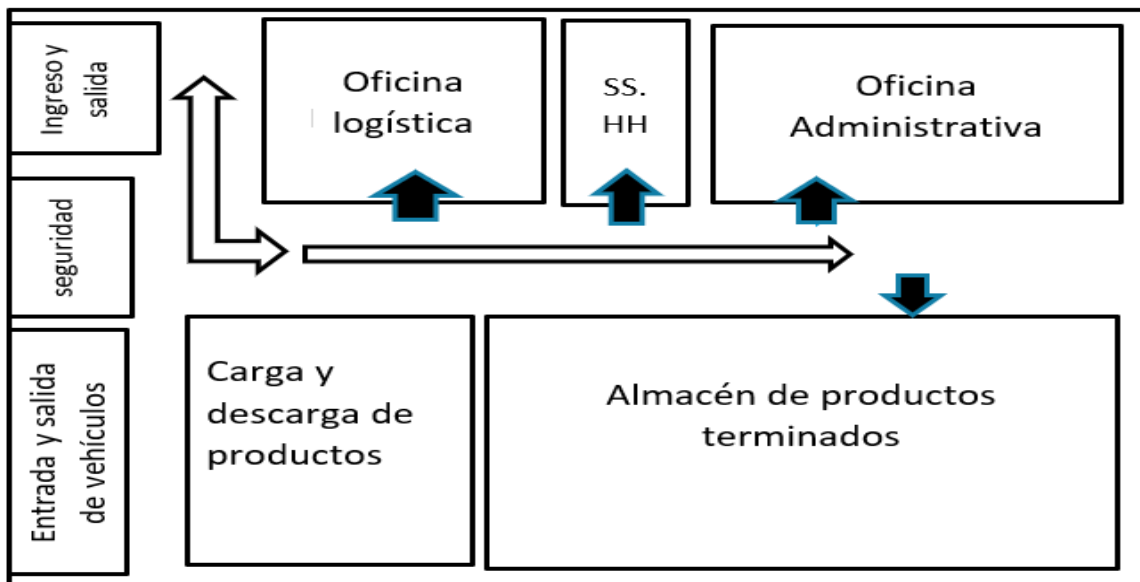 Ingreso y
salida
Oficina
logística
SS.
HH
Oficina
Administrativa
seguridad
Entrada y salida
de vehículos
Carga y
descarga de
productos
Almacén de productos
terminados